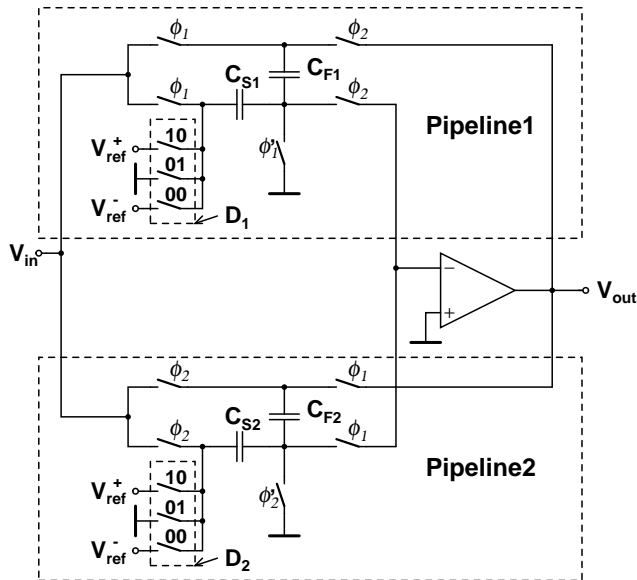 ϕ1 ϕ2
ϕ1 CS1 CF1 ϕ2
Pipeline1
Vref+ 10 ϕ'1
01
Vref- 00 D1
Vin − Vout
+
ϕ2 ϕ1
ϕ2 CS2 CF2 ϕ1
Pipeline2
Vref+ 10 ϕ'2
01
Vref- 00 D2